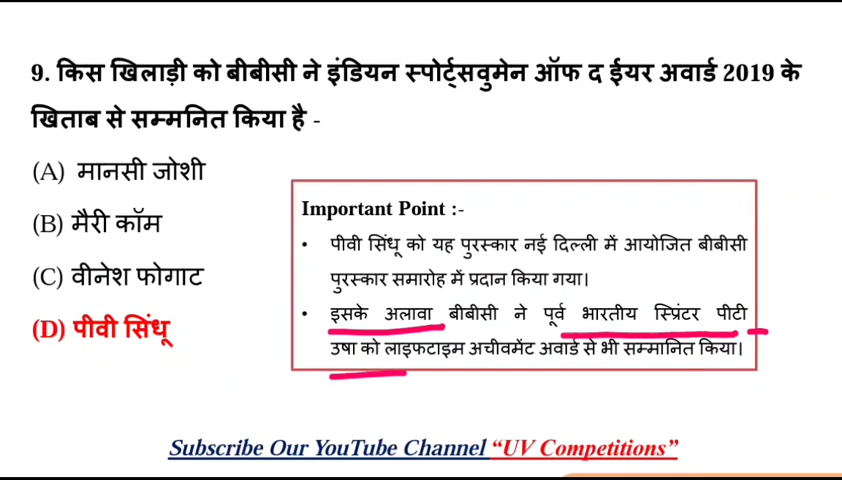 9. किस खिलाड़ी को बीबीसी ने इंडियन स्पोर्ट्सवुमेन ऑफ द ईयर अवार्ड 2019 के
खिताब से सम्मनित किया है -
(A) मानसी जोशी
(B) मैरी कॉम
(C) वीनेश फोगाट
(D) पीवी सिंधू
Important Point :-
• पीवी सिंधू को यह पुरस्कार नई दिल्ली में आयोजित बीबीसी
पुरस्कार समारोह में प्रदान किया गया।
• इसके अलावा बीबीसी ने पूर्व भारतीय स्प्रिंटर पीटी
उषा को लाइफटाइम अचीवमेंट अवार्ड से भी सम्मानित किया।
Subscribe Our YouTube Channel “UV Competitions”